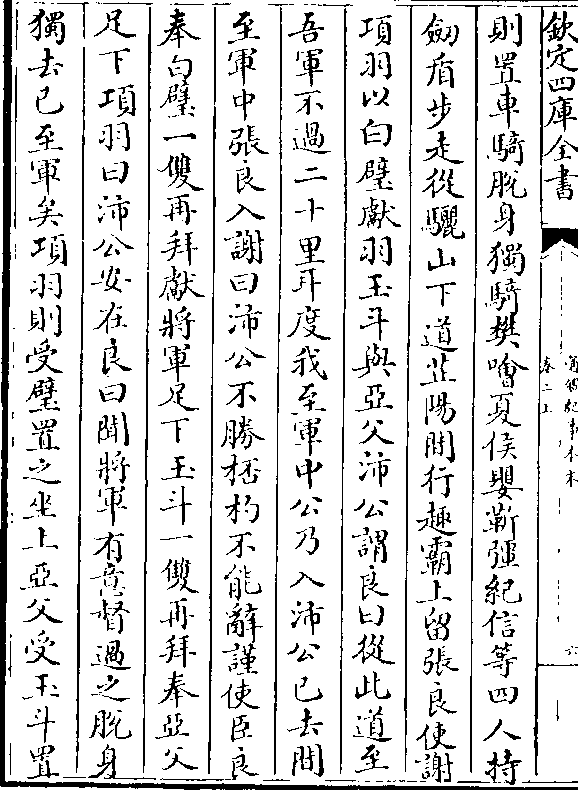 欽定四庫全書
通鑑紀事本末
卷二上
六
則置車騎脫身獨騎樊噲夏侯嬰靳彊紀信等四人持
劒盾步走從驪山下道芷陽間行趣霸上留張良使謝
項羽以白璧獻羽玉斗與亞父沛公謂良曰從此道至
吾軍不過二十里耳度我至軍中公乃入沛公已去間
至軍中張良入謝曰沛公不勝桮杓不能辭謹使臣良
奉白璧一雙再拜獻將軍足下玉斗一雙再拜奉亞父
足下項羽曰沛公安在良曰聞將軍有意督過之脫身
獨去已至軍矣項羽則受璧置之坐上亞父受玉斗置